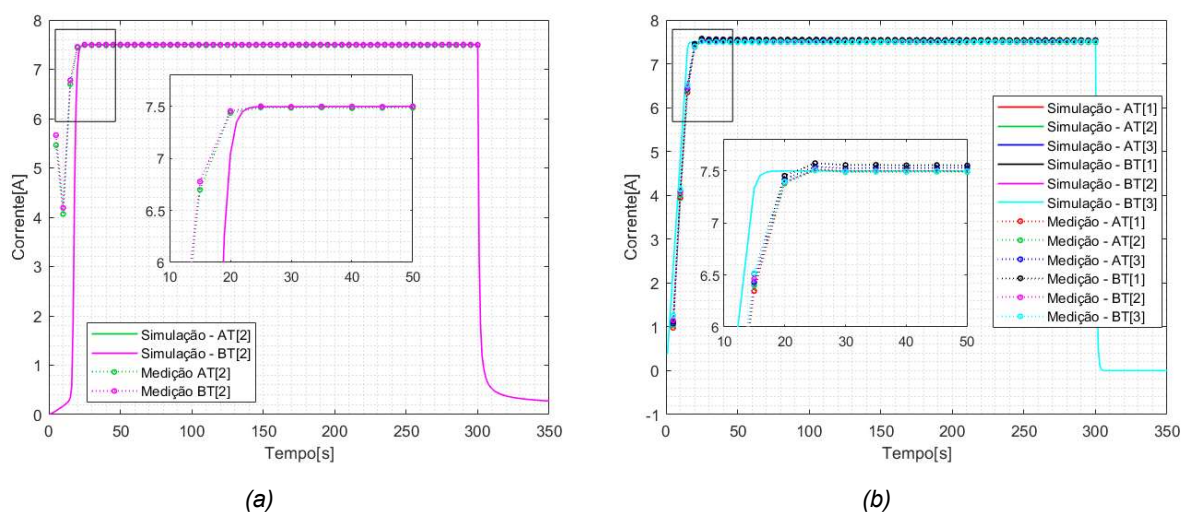 8
7
6
5
4
3
2
1
0
0 50 100 150 200 250 300 350
Corrente[A]
Tempo[s]
7.5
7
6.5
6
10 20 30 40 50
Simulação - AT[2]
Simulação - BT[2]
Medição AT[2]
Medição BT[2]
(a)
8
7
6
5
4
3
2
1
0
-1
0 50 100 150 200 250 300 350
Corrente[A]
Tempo[s]
7.5
7
6.5
6
10 20 30 40 50
Simulação - AT[1]
Simulação - AT[2]
Simulação - AT[3]
Simulação - BT[1]
Simulação - BT[2]
Simulação - BT[3]
Medição - AT[1]
Medição - AT[2]
Medição - AT[3]
Medição - BT[1]
Medição - BT[2]
Medição - BT[3]
(b)